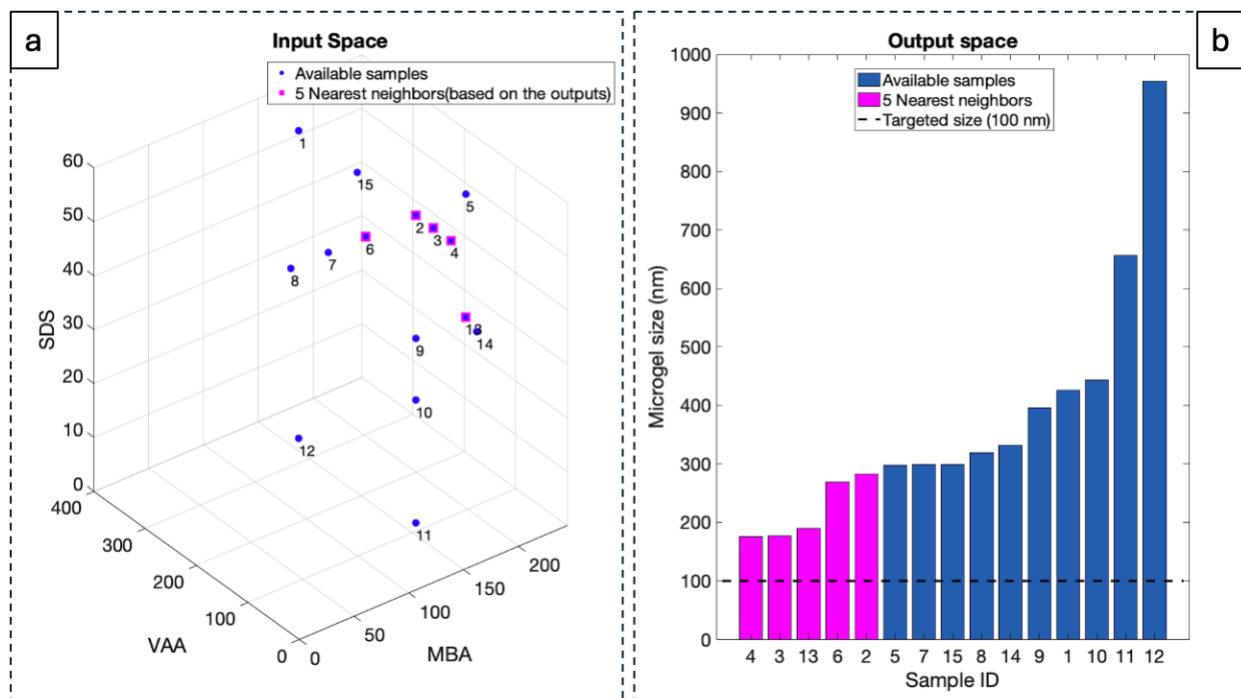 a
Input Space
Available samples
5 Nearest neighbors(based on the outputs)
SDS
60
50
40
30
20
10
0
400
300
200
100
0
VAA
0
50
100
150
200
MBA
1
15
5
2
3
4
6
7
8
13
14
9
10
12
11
b
Output space
Available samples
5 Nearest neighbors
Targeted size (100 nm)
Microgel size (nm)
1000
900
800
700
600
500
400
300
200
100
0
4 3 13 6 2 5 7 15 8 14 9 1 10 11 12
Sample ID